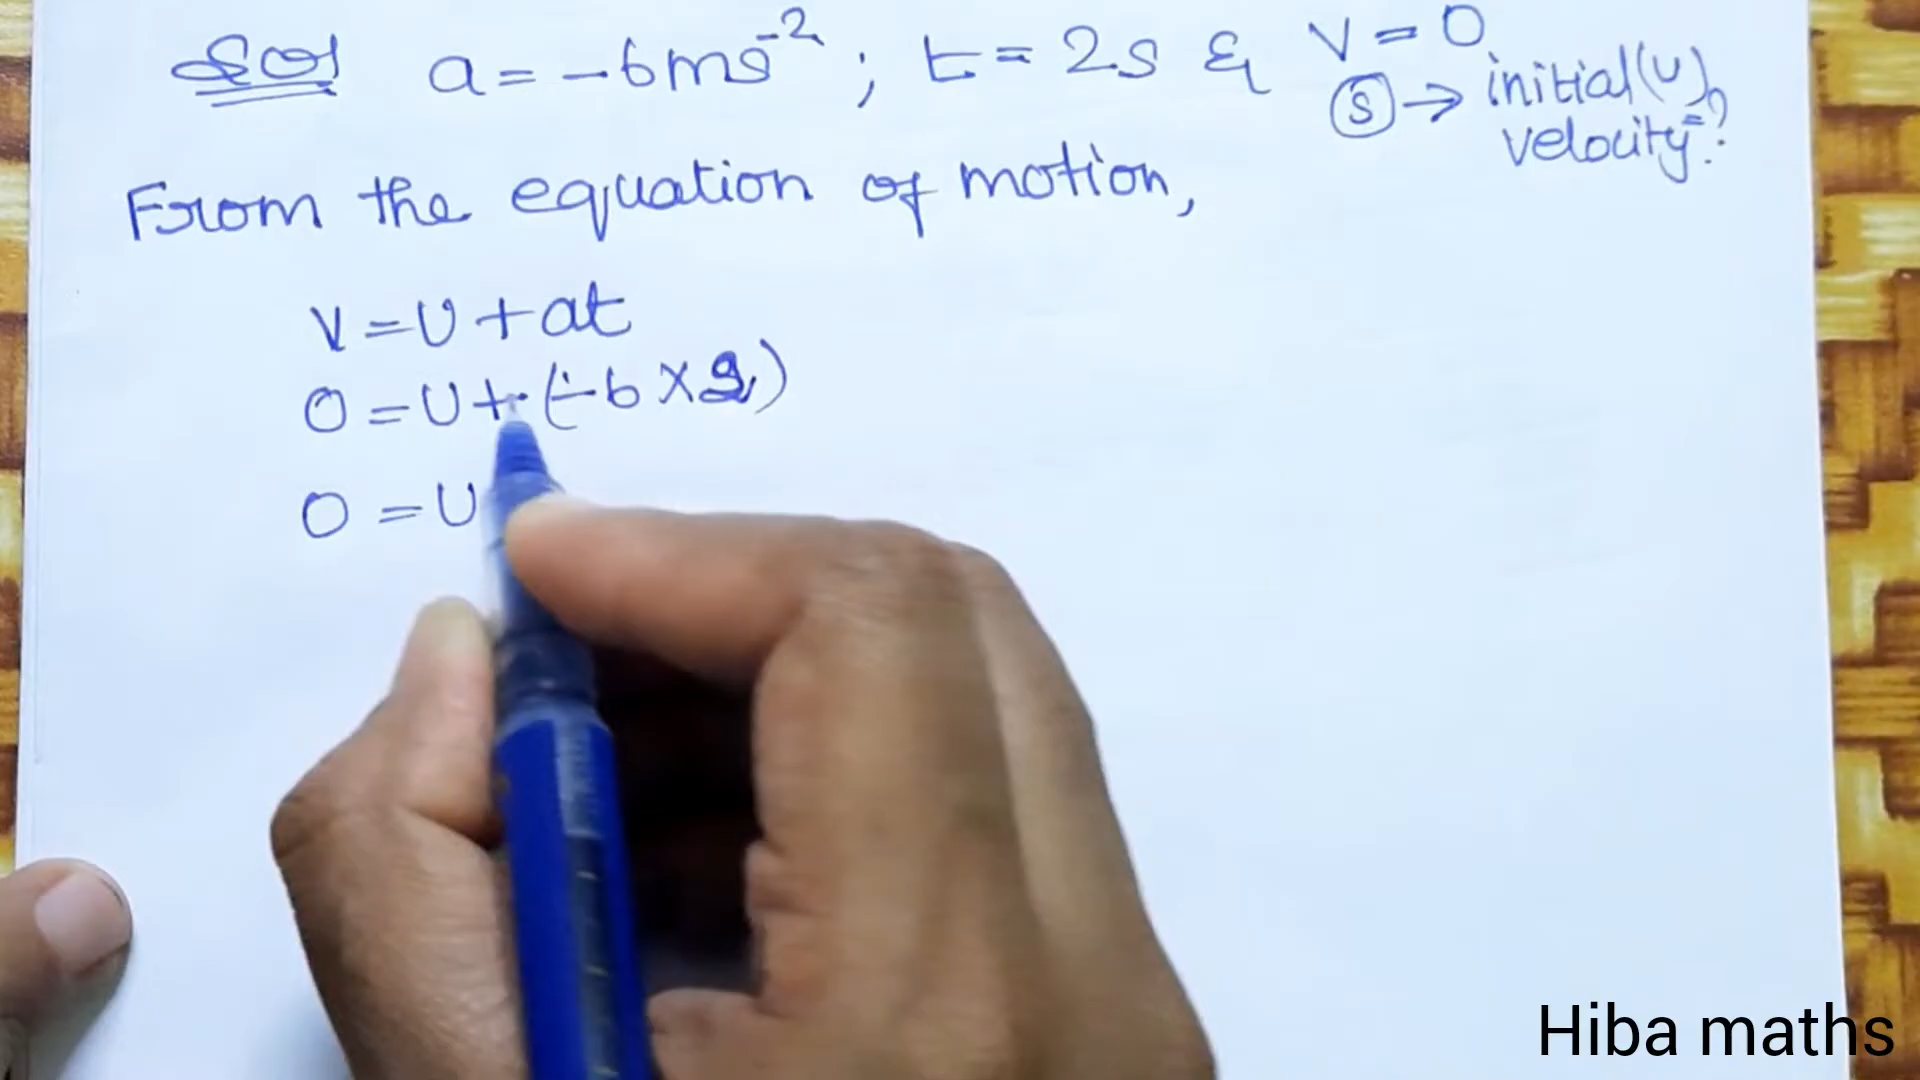 Sol a = -6ms⁻² ; t = 2s & v = 0
(s) → initial(u)
velocity = ?
From the equation of motion,
v = u + at
0 = u + (-6 × 2)
0 = u
Hiba maths